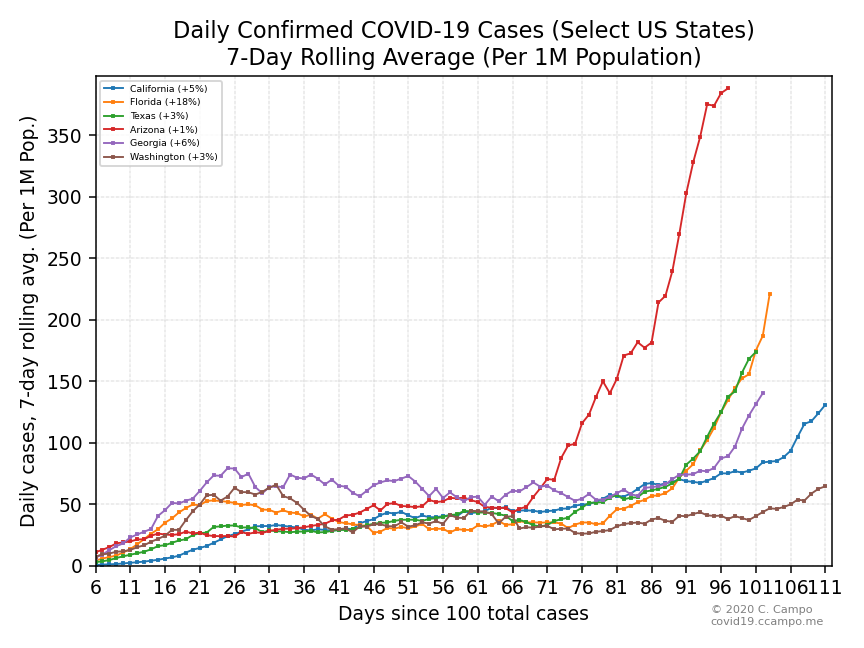 Daily Confirmed COVID-19 Cases (Select US States)
7-Day Rolling Average (Per 1M Population)
California (+5%)
Florida (+18%)
Texas (+3%)
Arizona (+1%)
Georgia (+6%)
Washington (+3%)
Daily cases, 7-day rolling avg. (Per 1M Pop.)
350
300
250
200
150
100
50
0
6 11 16 21 26 31 36 41 46 51 56 61 66 71 76 81 86 91 96 101 106 111
Days since 100 total cases
© 2020 C. Campo
covid19.ccampo.me